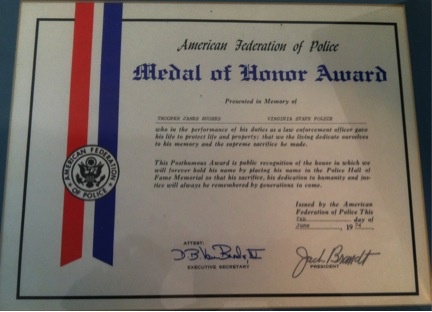 American Federation of Police
Medal of Honor Award
Presented in Memory of
TROOPER JAMES HUGHES VIRGINIA STATE POLICE
who in the performance of his duties as a law enforcement officer gave
his life to protect life and property; that we the living dedicate ourselves
to his memory and the supreme sacrifice he made.
This Posthumous Award is public recognition of the honor in which we
will forever hold his name by placing his name in the Police Hall of
Fame Memorial so that his sacrifice, his dedication to humanity and jus-
tice will always be remembered by generations to come.
AMERICAN FEDERATION
OF POLICE
Issued by the American
Federation of Police This
7th day of
June, 1974.
ATTEST:
EXECUTIVE SECRETARY
Jack Brandt
PRESIDENT